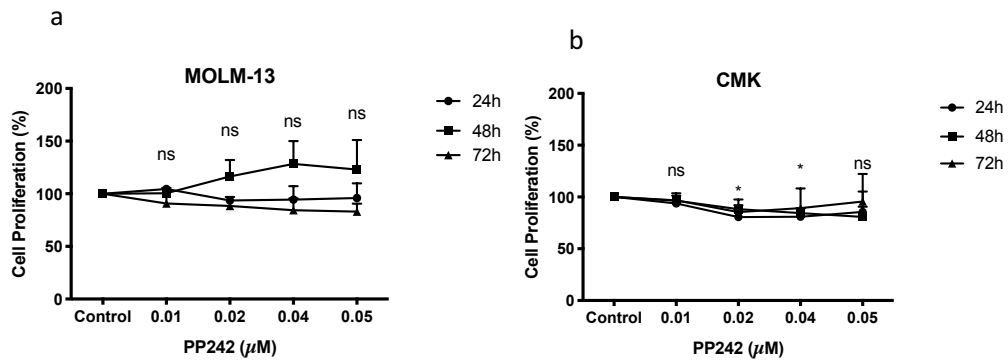 a
MOLM-13
Cell Proliferation (%)
200
150
100
50
0
ns
ns
ns
ns
Control 0.01 0.02 0.04 0.05
PP242 (μM)
24h
48h
72h
b
CMK
Cell Proliferation (%)
200
150
100
50
0
ns
*
*
ns
Control 0.01 0.02 0.04 0.05
PP242 (μM)
24h
48h
72h